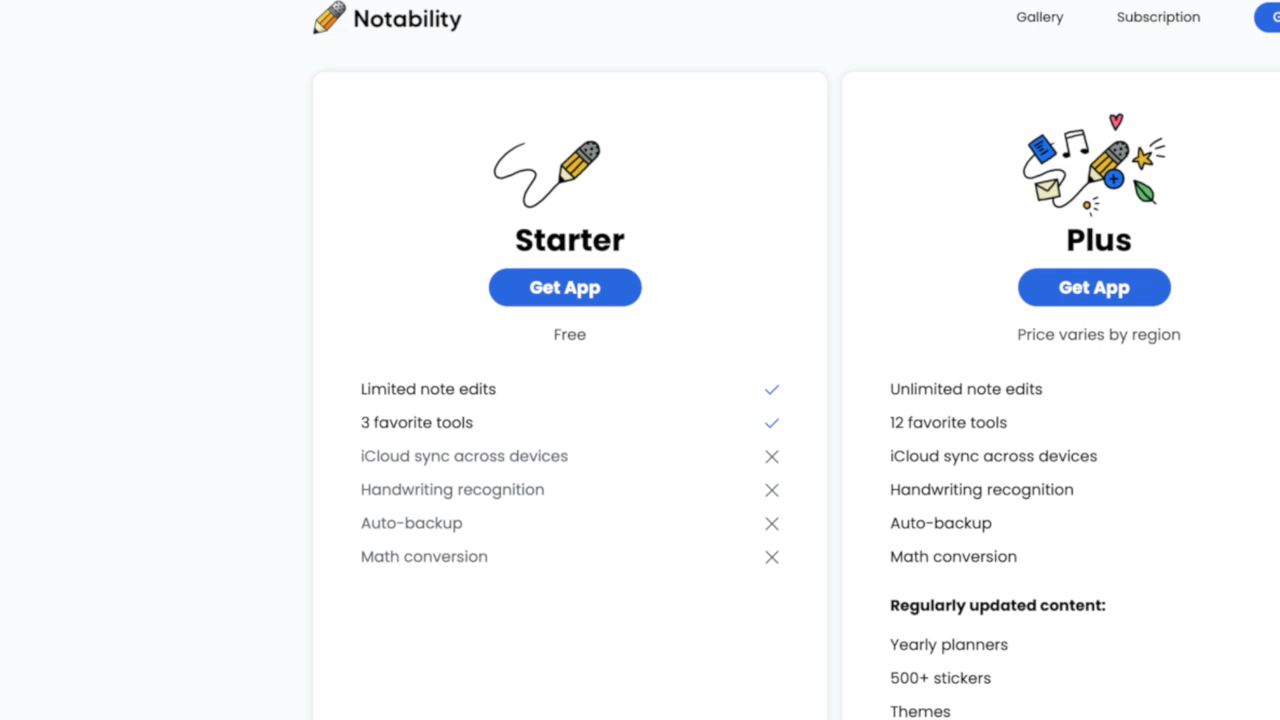 Notability
Gallery
Subscription
Starter
Get App
Free
Limited note edits
3 favorite tools
iCloud sync across devices
Handwriting recognition
Auto-backup
Math conversion
Plus
Get App
Price varies by region
Unlimited note edits
12 favorite tools
iCloud sync across devices
Handwriting recognition
Auto-backup
Math conversion
Regularly updated content:
Yearly planners
500+ stickers
Themes